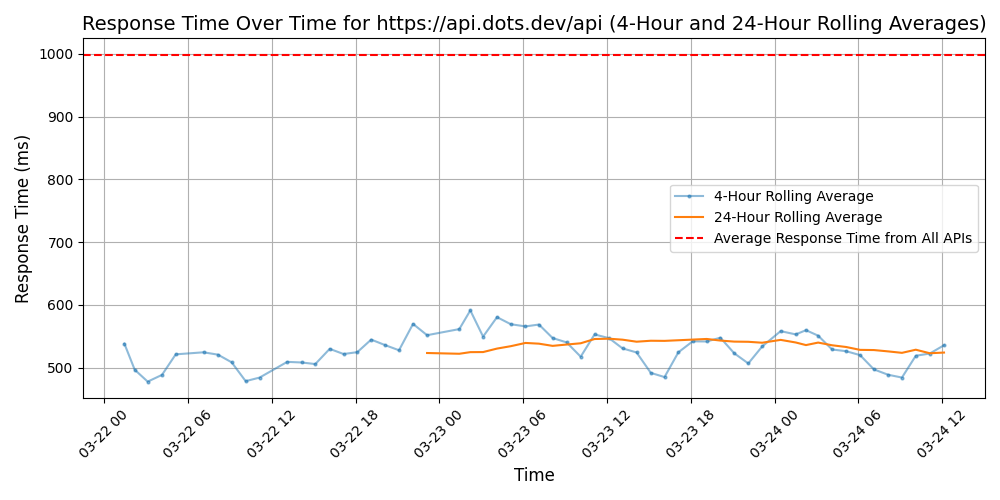 Response Time Over Time for https://api.dots.dev/api (4-Hour and 24-Hour Rolling Averages)
Response Time (ms)
1000
900
800
700
600
500
4-Hour Rolling Average
24-Hour Rolling Average
Average Response Time from All APIs
03-22 00
03-22 06
03-22 12
03-22 18
03-23 00
03-23 06
03-23 12
03-23 18
03-24 00
03-24 06
03-24 12
Time